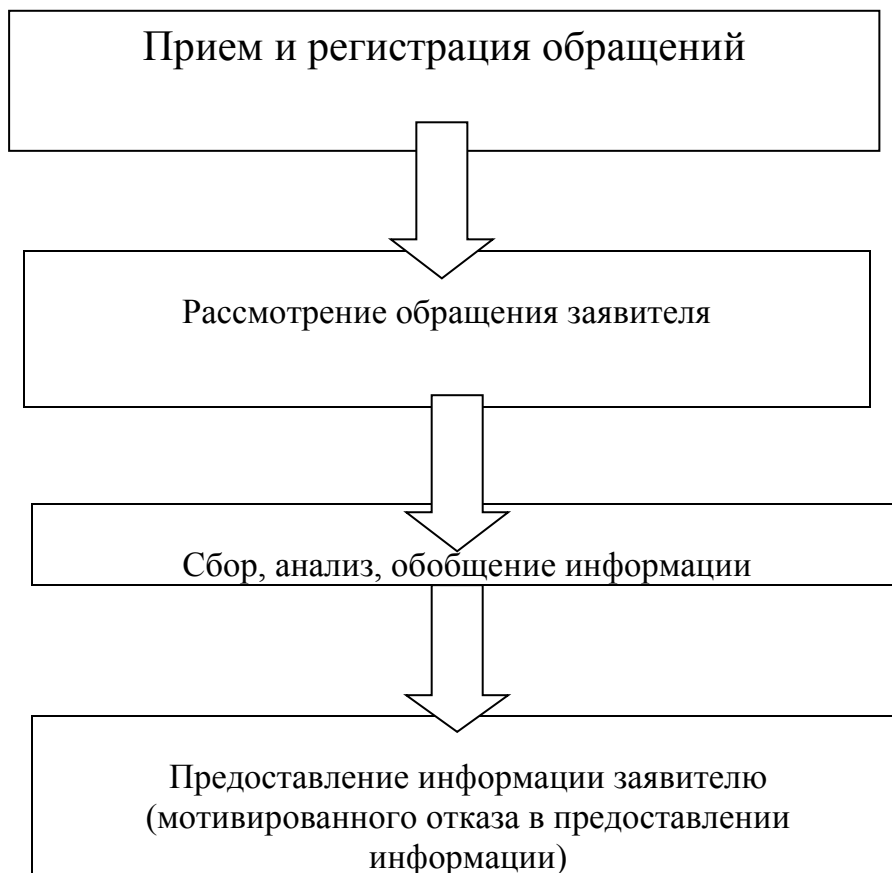 Прием и регистрация обращений
Рассмотрение обращения заявителя
Сбор, анализ, обобщение информации
Предоставление информации заявителю
(мотивированного отказа в предоставлении
информации)